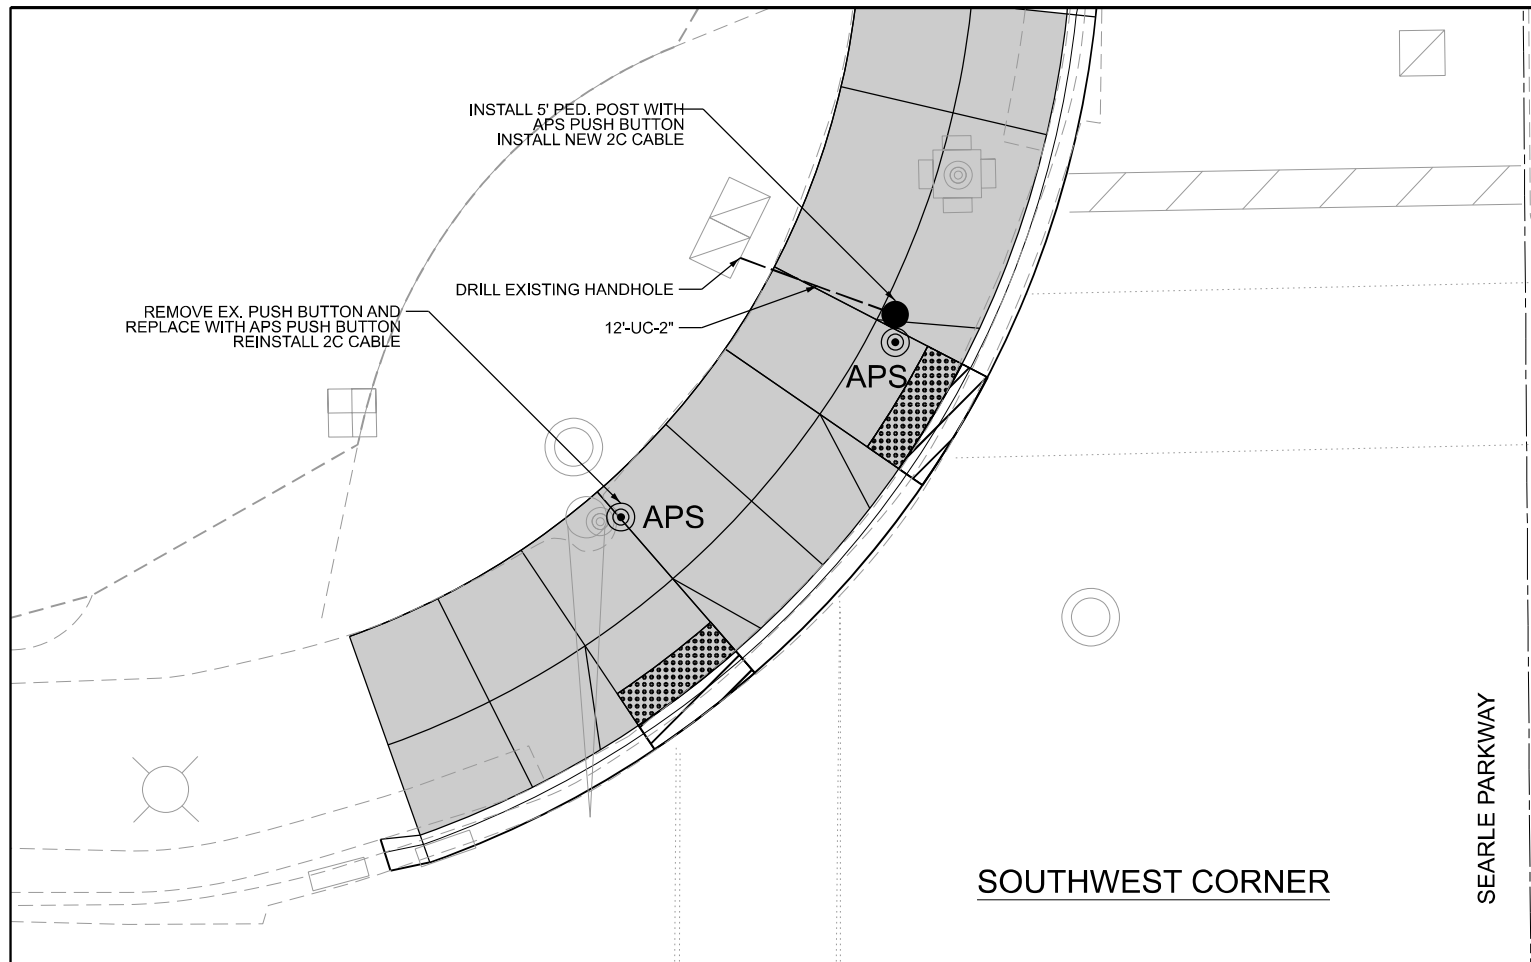 INSTALL 5' PED. POST WITH
APS PUSH BUTTON
INSTALL NEW 2C CABLE
DRILL EXISTING HANDHOLE
REMOVE EX. PUSH BUTTON AND
REPLACE WITH APS PUSH BUTTON
REINSTALL 2C CABLE
12'-UC-2"
APS
APS
SOUTHWEST CORNER
SEARLE PARKWAY